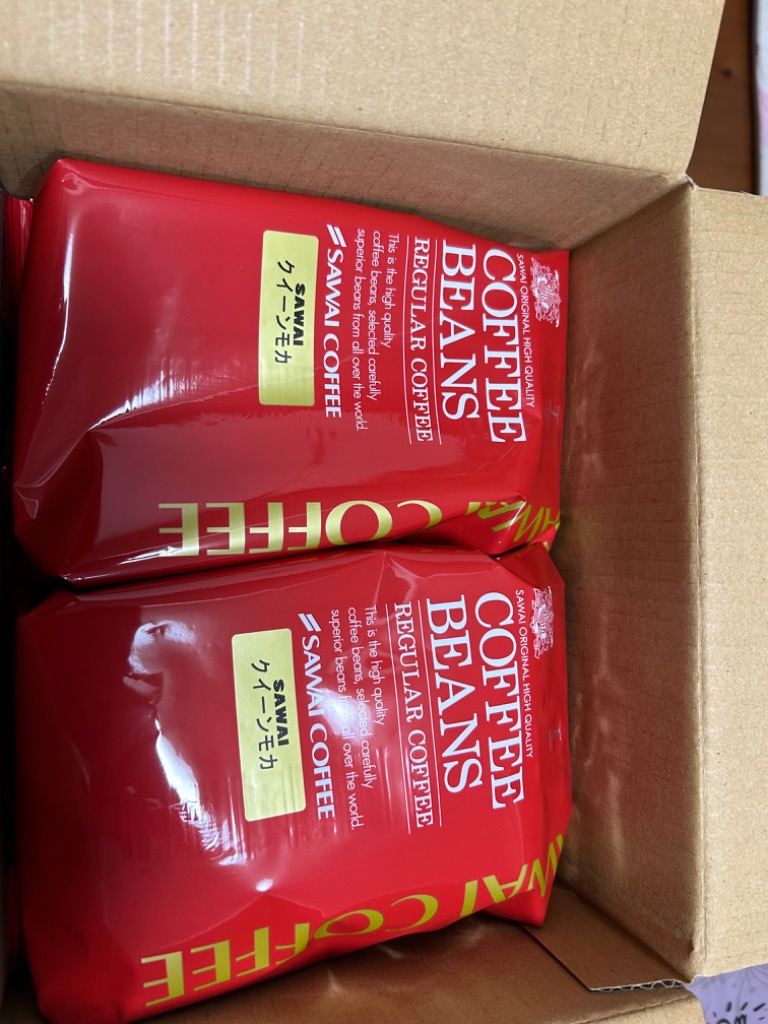 SAWAI ORIGINAL HIGH QUALITY
COFFEE
BEANS
REGULAR COFFEE
This is the high quality
coffee beans, selected carefully
superior beans from all over the world.
SAWAI COFFEE
SAWAI
クイーンモカ
SAWAI COFFEE
SAWAI ORIGINAL HIGH QUALITY
COFFEE
BEANS
REGULAR COFFEE
This is the high quality
coffee beans, selected carefully
superior beans from all over the world.
SAWAI COFFEE
SAWAI
クイーンモカ
WAI COFFEE